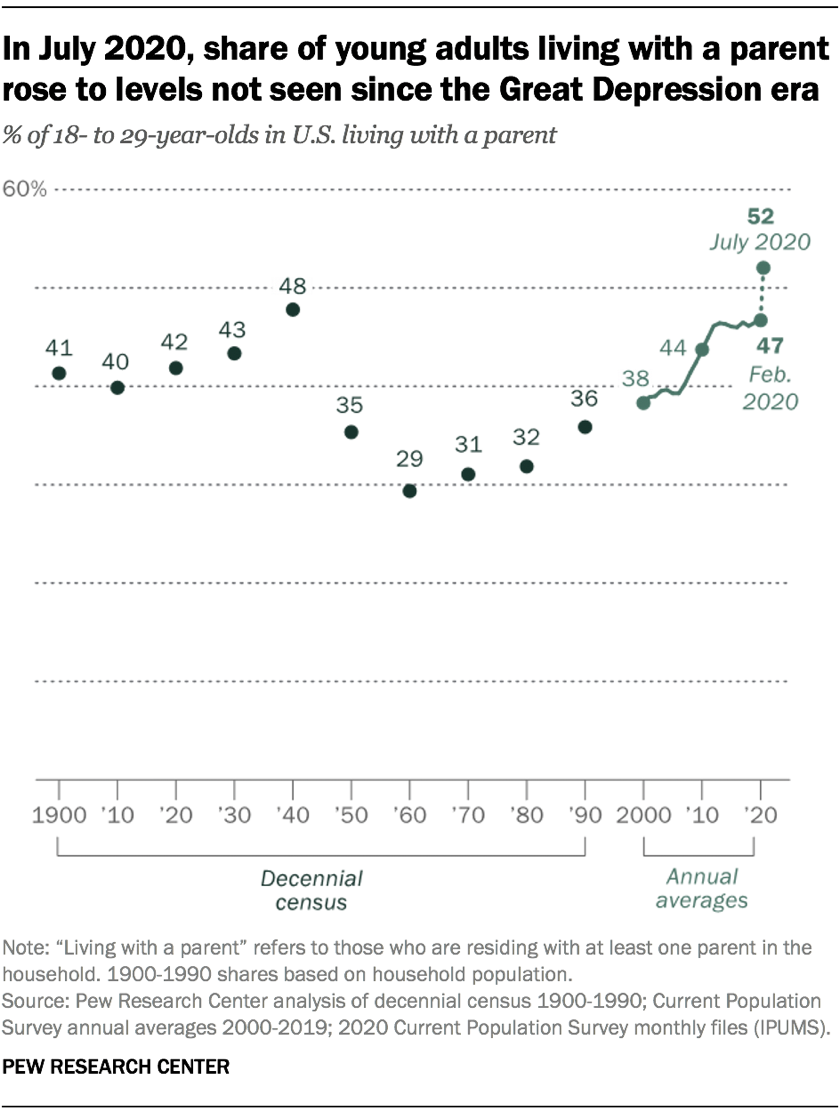 In July 2020, share of young adults living with a parent
rose to levels not seen since the Great Depression era
% of 18- to 29-year-olds in U.S. living with a parent
60%
52
July 2020
48
41
40
42
43
44
47
Feb.
2020
38
35
36
29
31
32
1900 '10 '20 '30 '40 '50 '60 '70 '80 '90 2000 '10 '20
Decennial
census
Annual
averages
Note: “Living with a parent” refers to those who are residing with at least one parent in the
household. 1900-1990 shares based on household population.
Source: Pew Research Center analysis of decennial census 1900-1990; Current Population
Survey annual averages 2000-2019; 2020 Current Population Survey monthly files (IPUMS).
PEW RESEARCH CENTER